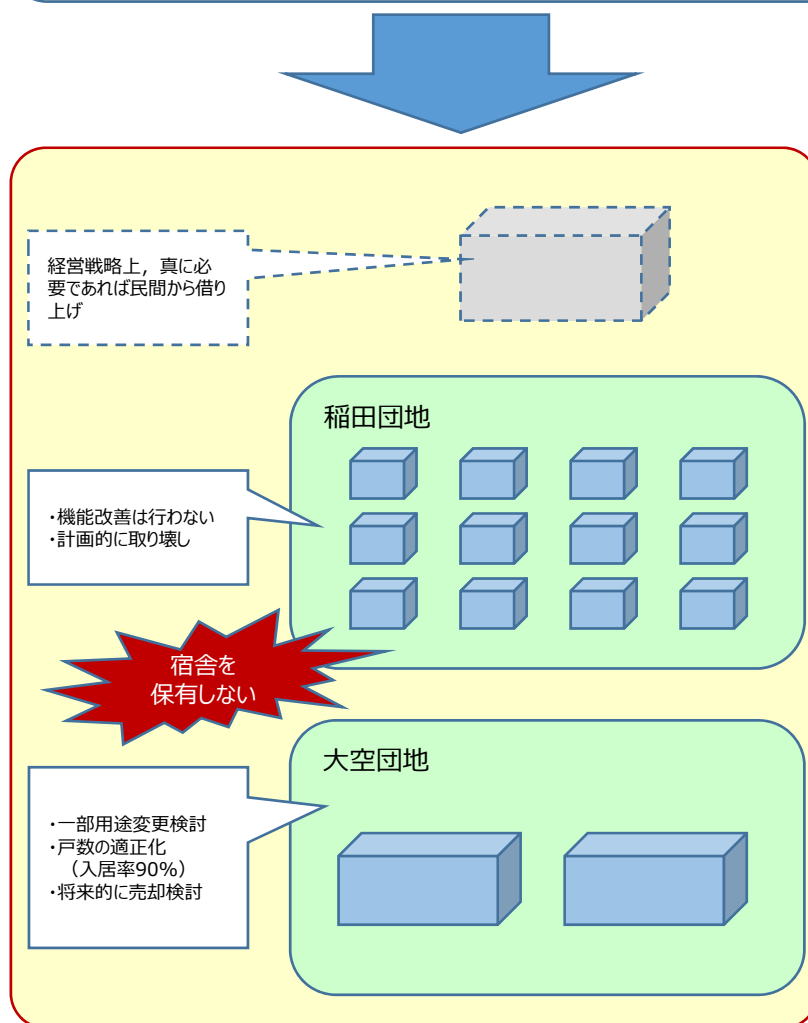 経営戦略上，真に必
要であれば民間から借り
上げ
稲田団地
・機能改善は行わない
・計画的に取り壊し
宿舎を
保有しない
大空団地
・一部用途変更検討
・戸数の適正化
（入居率90%）
・将来的に売却検討